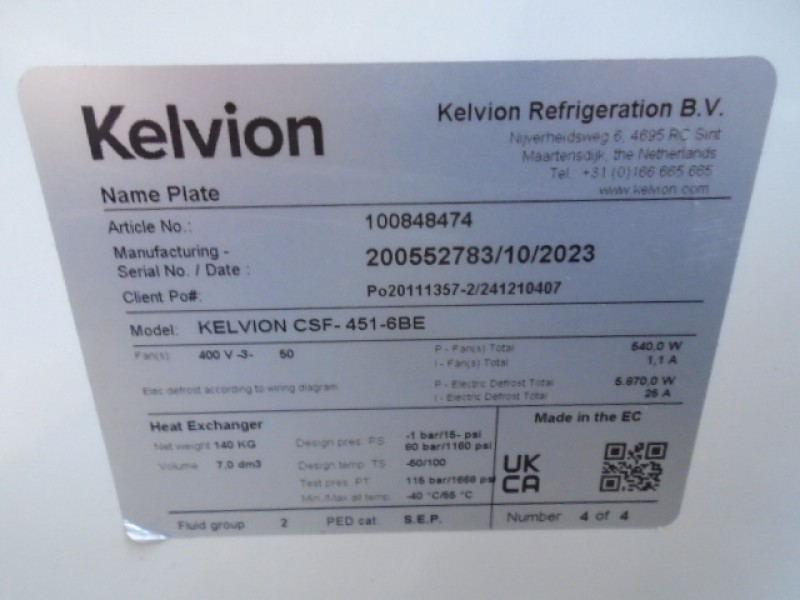 Kelvion
Kelvion Refrigeration B.V.
Nijverheidsweg 6, 4695 RC Sint
Maartensdijk, the Netherlands
Tel. +31 (0)166 665 665
www.kelvion.com
Name Plate
Article No.: 100848474
Manufacturing -
Serial No. / Date : 200552783/10/2023
Client Po#: Po20111357-2/241210407
Model: KELVION CSF- 451-6BE
Fan(s) 400 V -3- 50 P - Fan(s) Total 540,0 W
I - Fan(s) Total 1,1 A
Elec defrost according to wiring diagram P - Electric Defrost Total 5.870,0 W
I - Electric Defrost Total 25 A
Heat Exchanger
Net weight 140 KG
Volume 7,0 dm3
Design pres. PS -1 bar/15- psi
80 bar/1160 psi
Design temp. TS -50/100
Test pres. PT 115 bar/1668 psi
Min./Max all temp. -40 °C/55 °C
Made in the EC
UK
CA
Fluid group 2 PED cat. S.E.P. Number 4 of 4